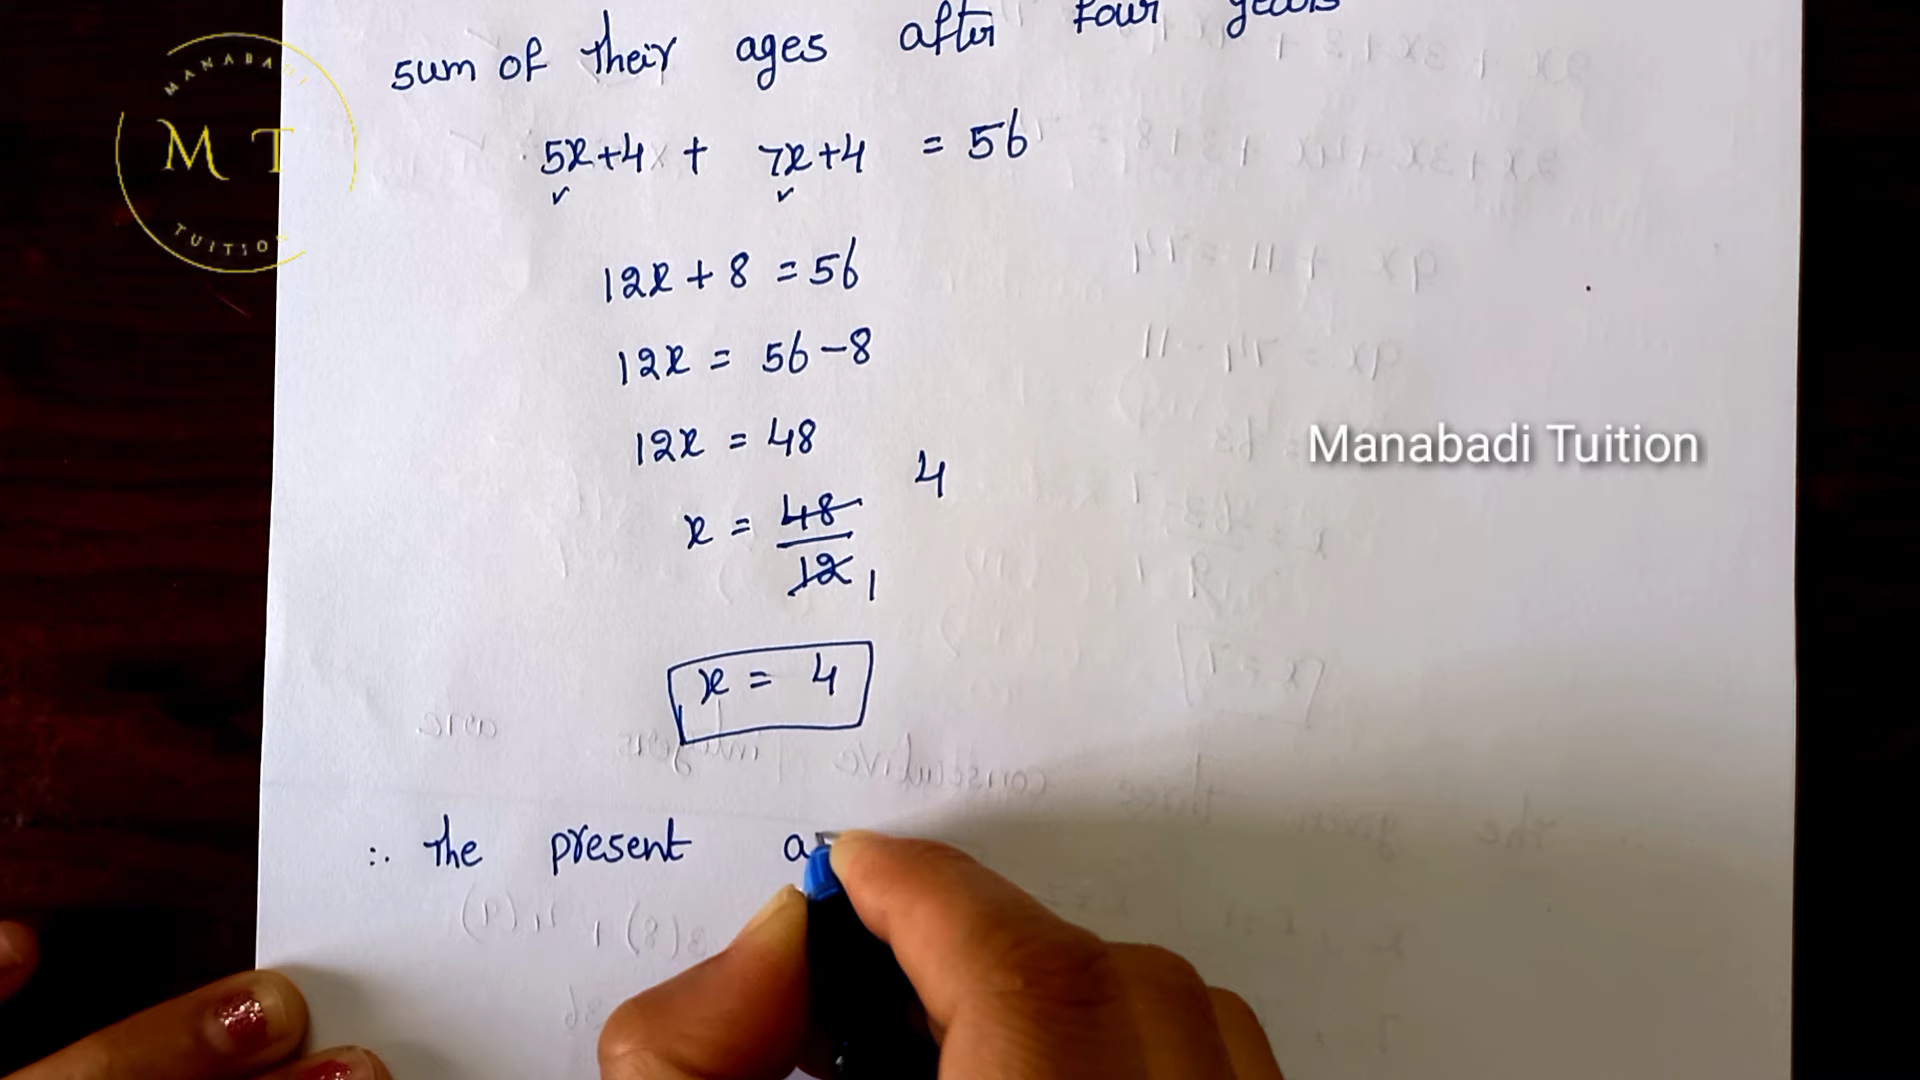 sum of their ages after four years
5x+4 + 7x+4 = 56
12x + 8 = 56
12x = 56-8
12x = 48
x = 48/12
4
1
x = 4
∴ The present a
MANABADI
MT
TUITION
Manabadi Tuition